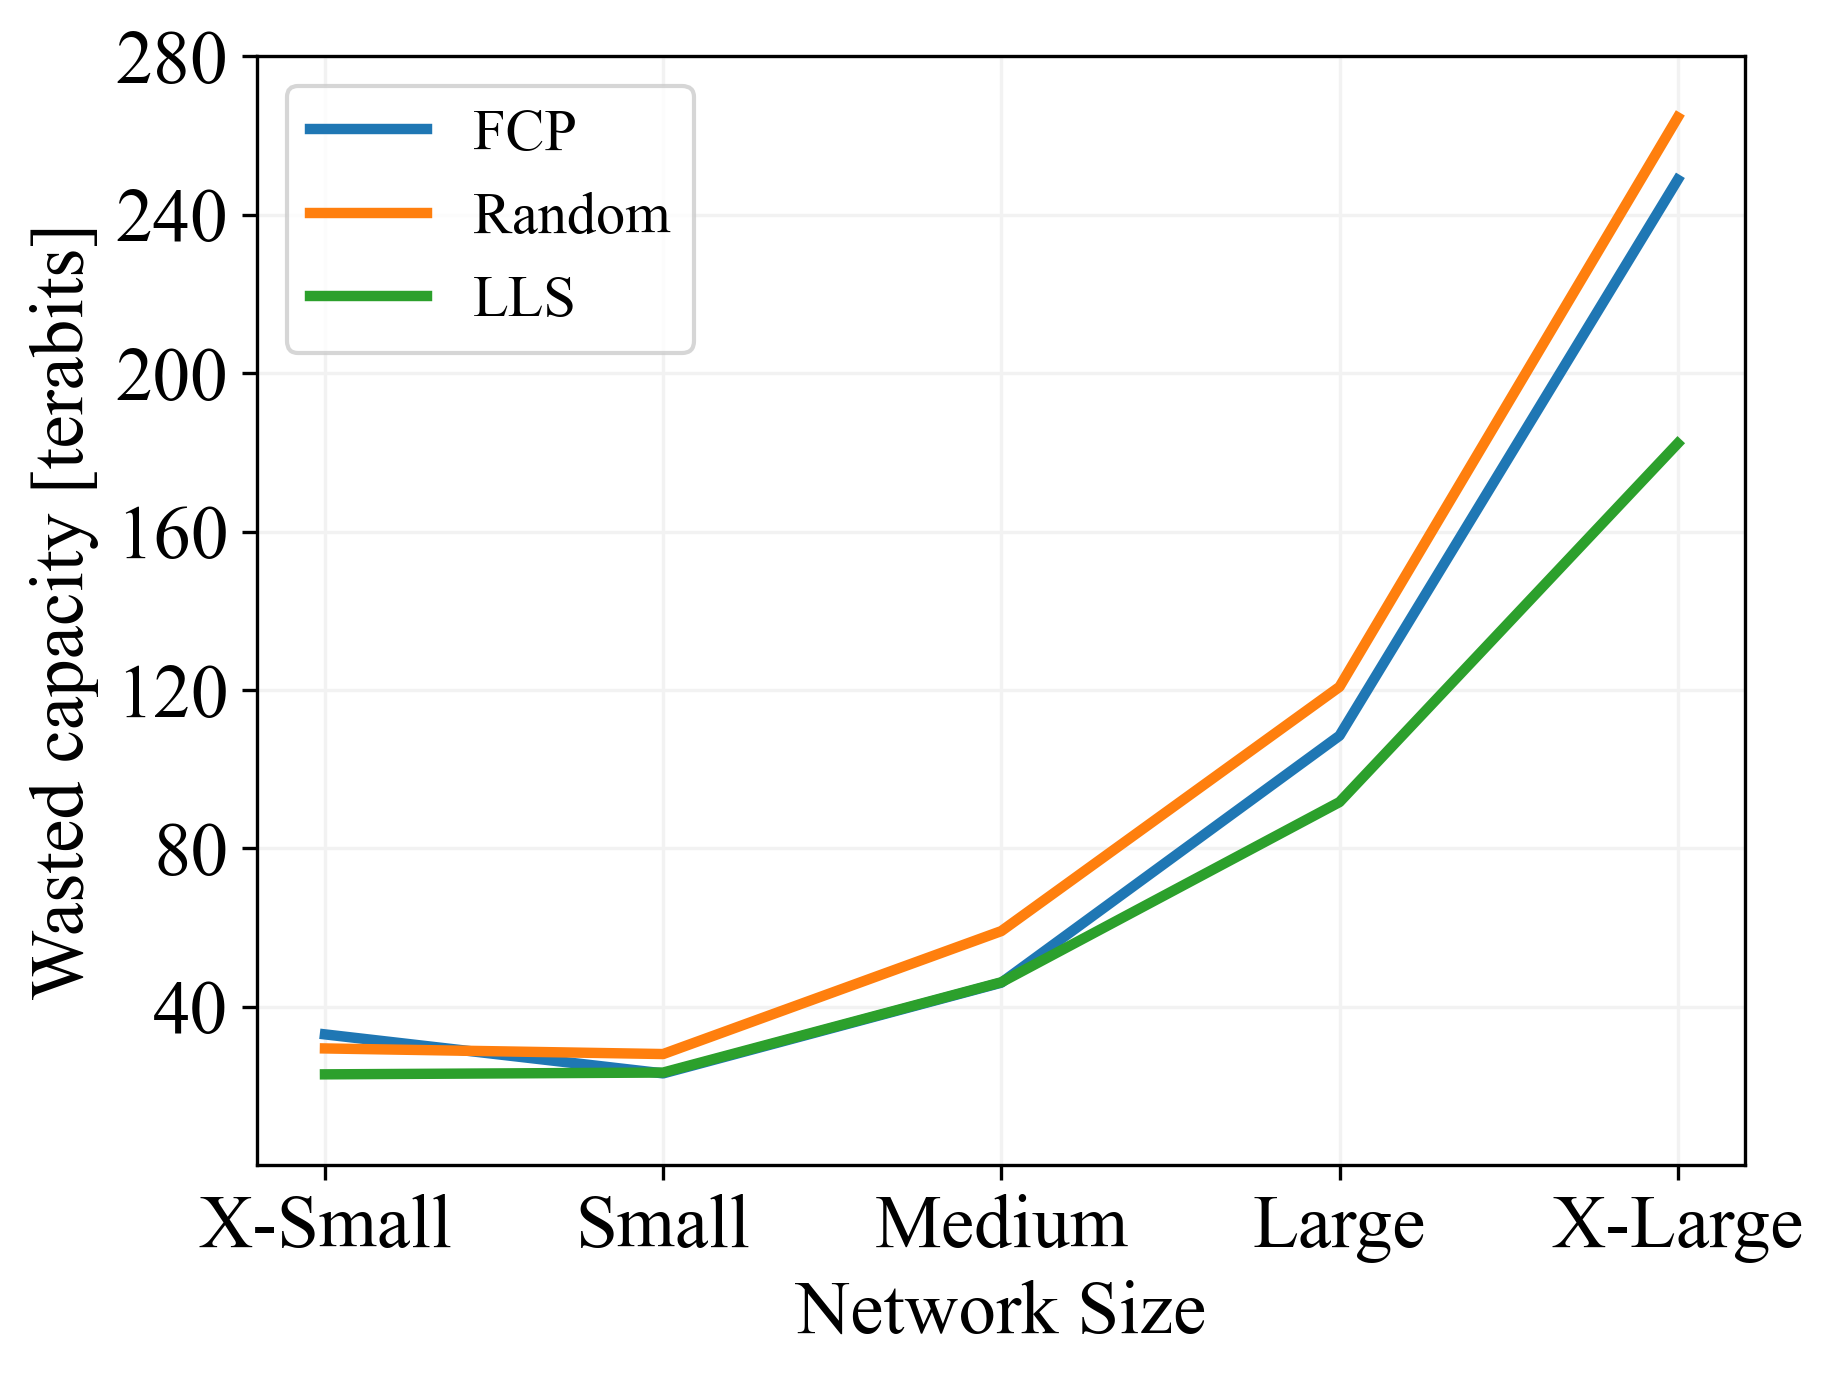 280
240
200
160
120
80
40
Wasted capacity [terabits]
FCP
Random
LLS
X-Small Small Medium Large X-Large
Network Size